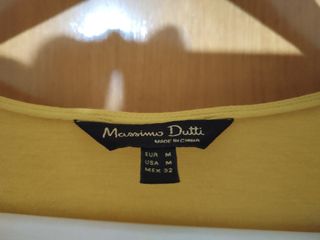 Massimo Dutti
MADE IN CHINA
EUR M
USA M
MEX 32